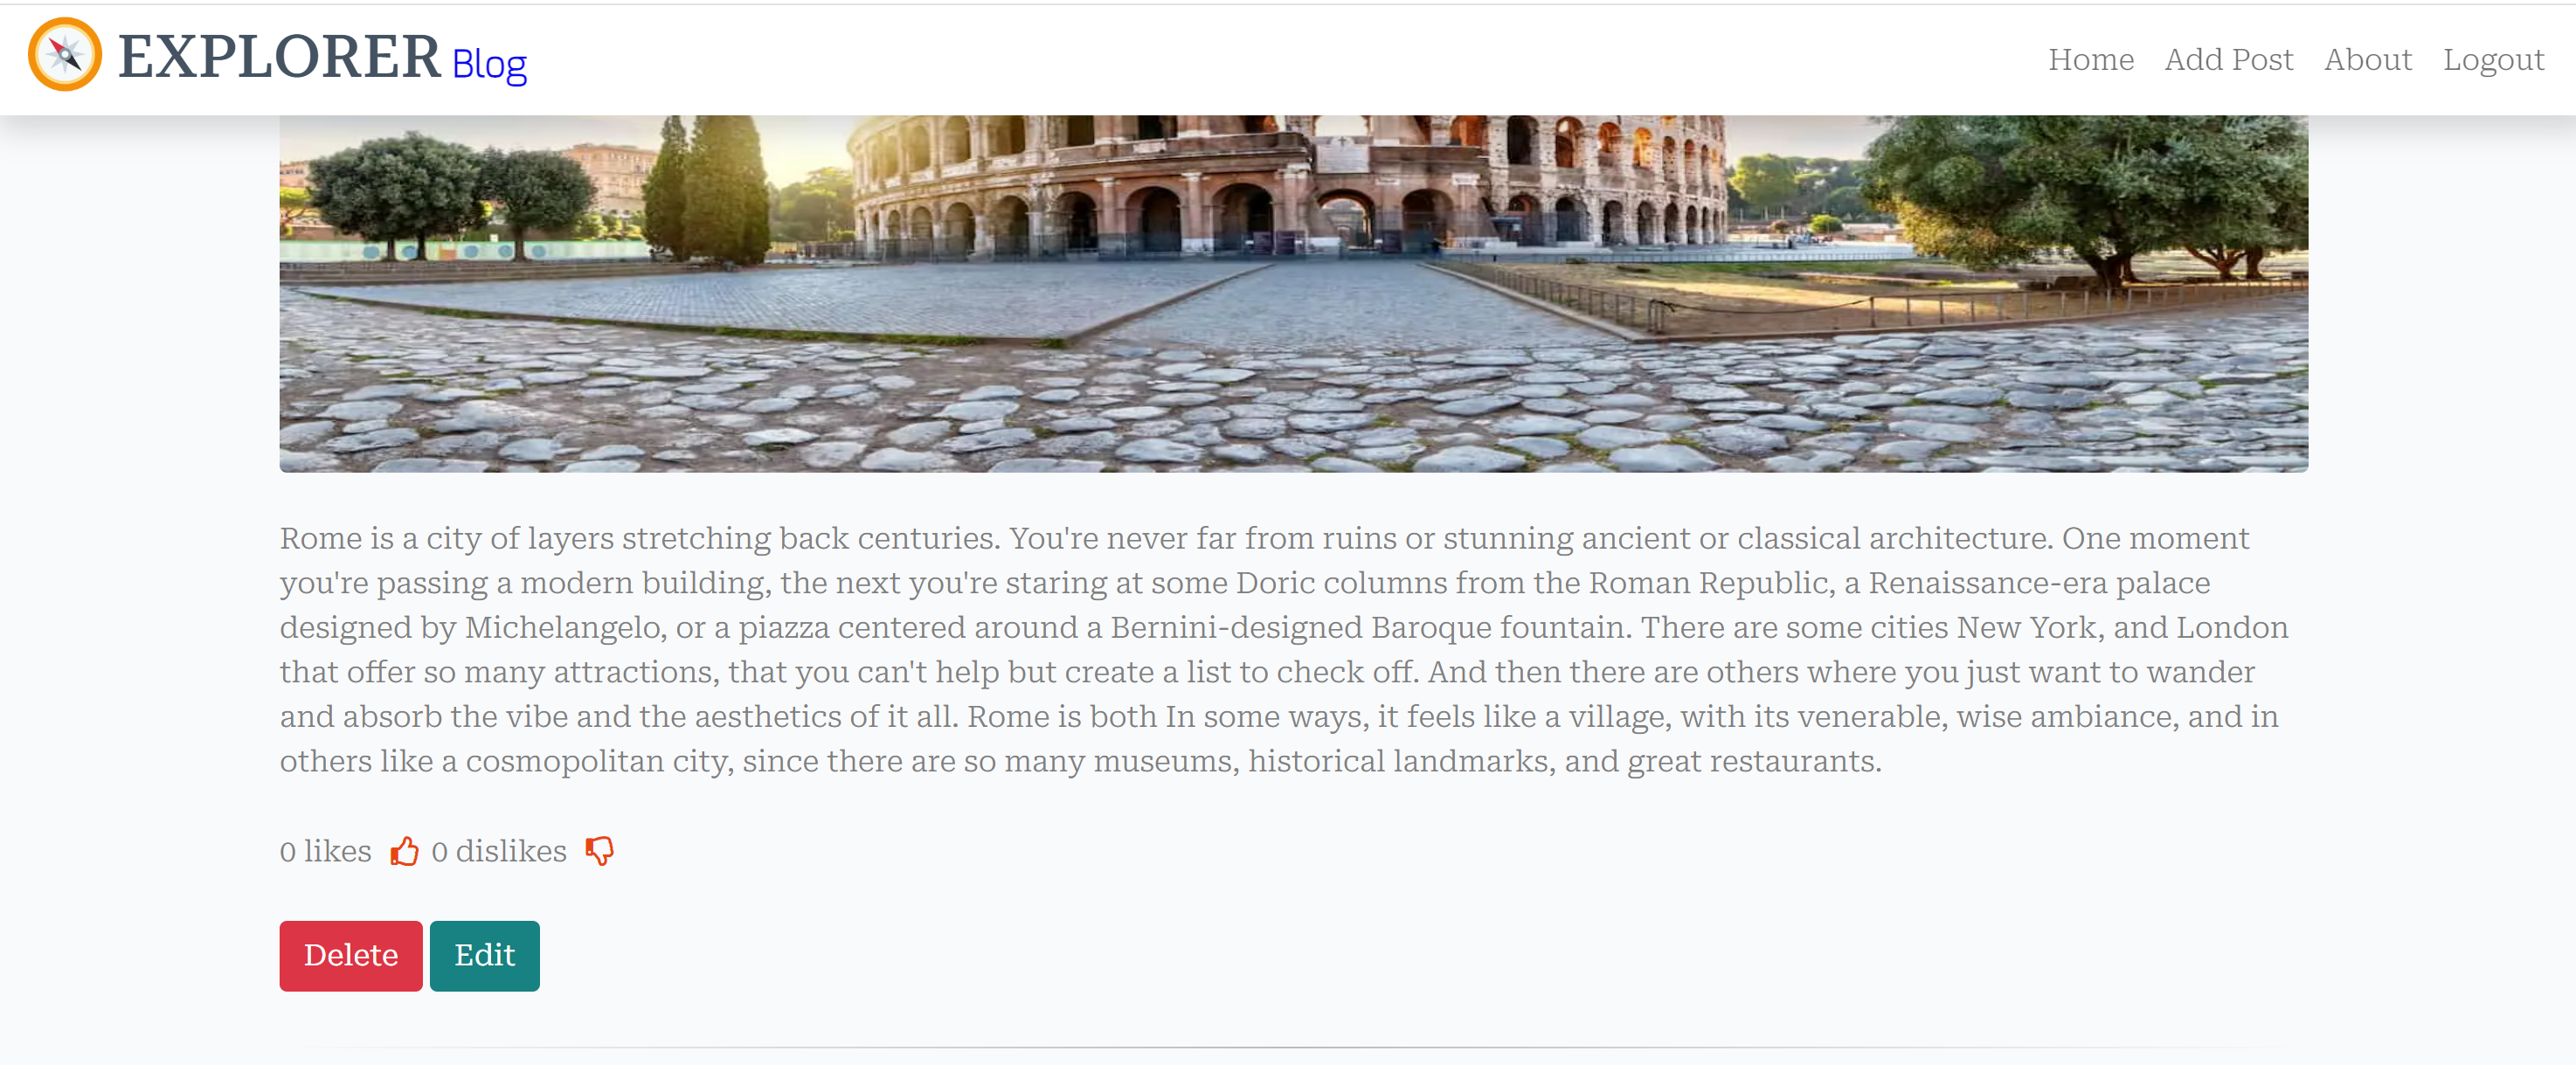 EXPLORER Blog
Home Add Post About Logout
Rome is a city of layers stretching back centuries. You're never far from ruins or stunning ancient or classical architecture. One moment
you're passing a modern building, the next you're staring at some Doric columns from the Roman Republic, a Renaissance-era palace
designed by Michelangelo, or a piazza centered around a Bernini-designed Baroque fountain. There are some cities New York, and London
that offer so many attractions, that you can't help but create a list to check off. And then there are others where you just want to wander
and absorb the vibe and the aesthetics of it all. Rome is both In some ways, it feels like a village, with its venerable, wise ambiance, and in
others like a cosmopolitan city, since there are so many museums, historical landmarks, and great restaurants.
0 likes 0 dislikes
Delete Edit